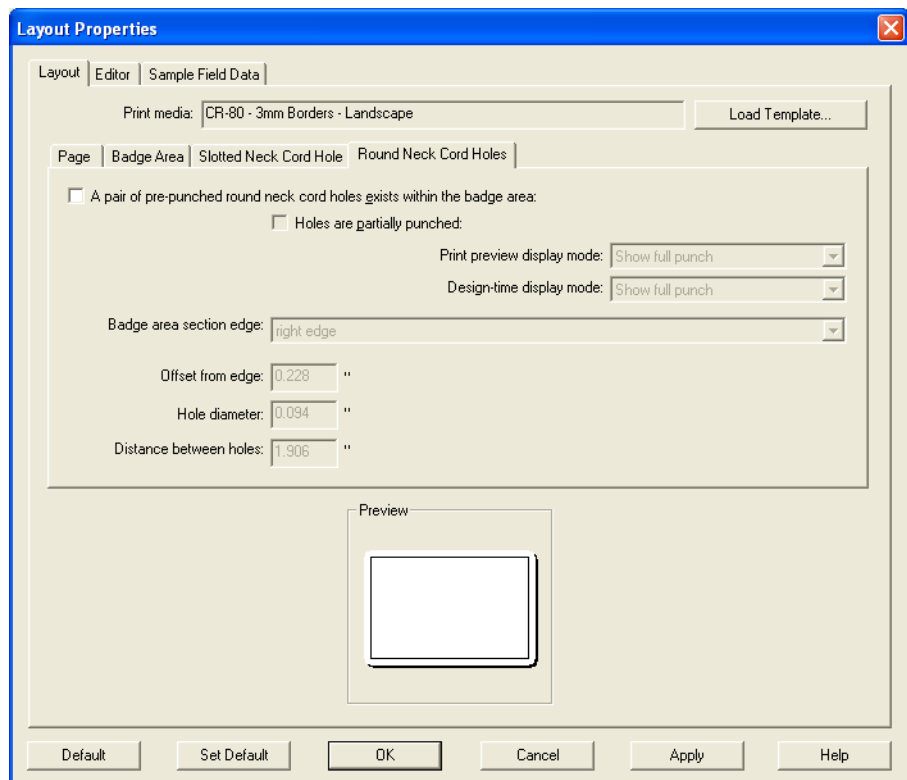 Layout Properties
Layout Editor Sample Field Data
Print media: CR-80 - 3mm Borders - Landscape Load Template...
Page Badge Area Slotted Neck Cord Hole Round Neck Cord Holes
A pair of pre-punched round neck cord holes exists within the badge area:
Holes are partially punched:
Print preview display mode: Show full punch
Design-time display mode: Show full punch
Badge area section edge: right edge
Offset from edge: 0.228 "
Hole diameter: 0.094 "
Distance between holes: 1.906 "
Preview
Default Set Default OK Cancel Apply Help